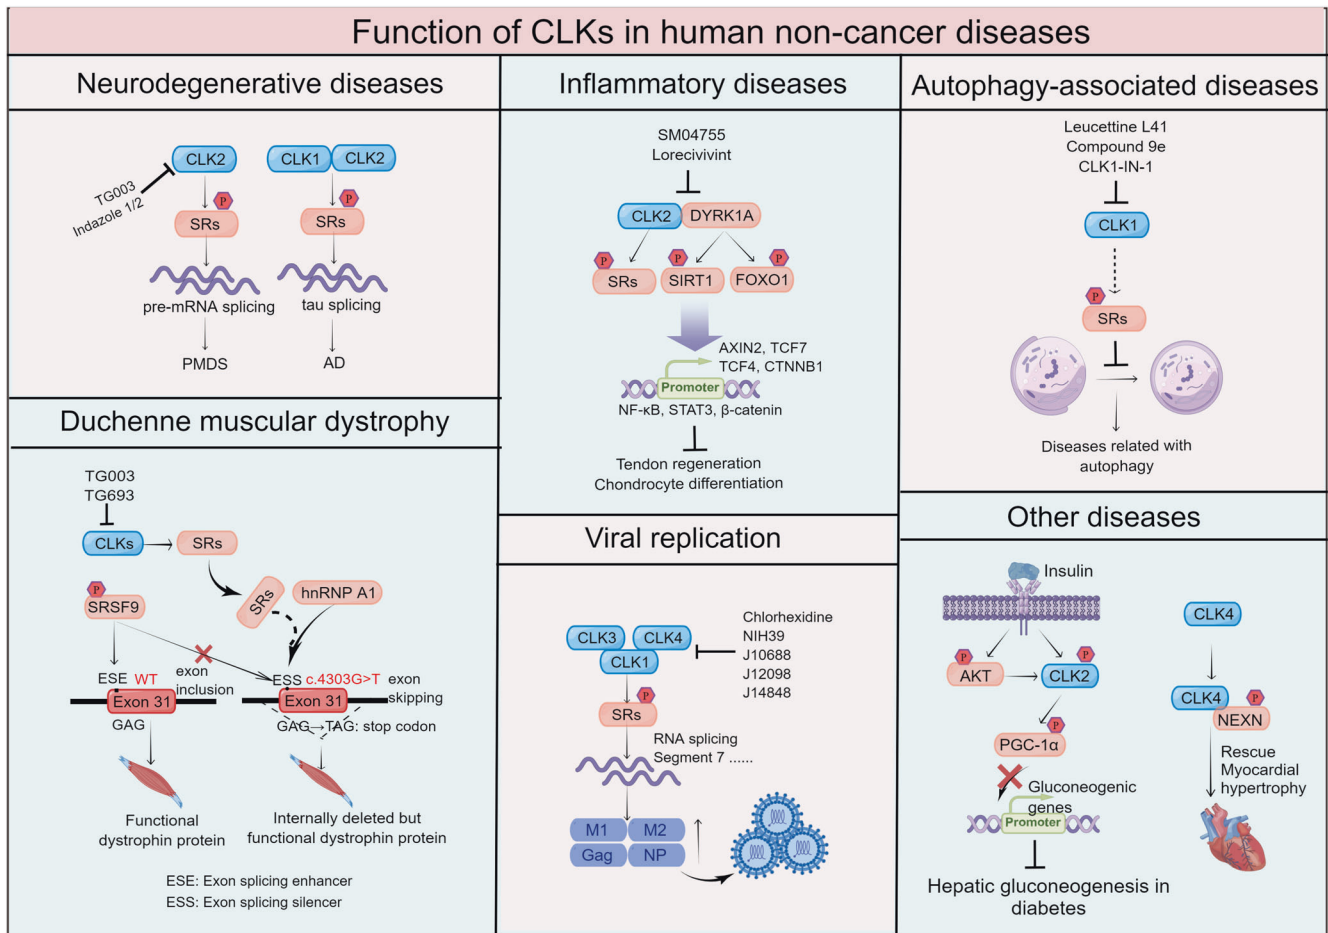 Function of CLKs in human non-cancer diseases
Neurodegenerative diseases
CLK2
CLK1
CLK2
TG003
Indazole 1/2
P
SRs
P
SRs
pre-mRNA splicing
tau splicing
PMDS
AD
Inflammatory diseases
SM04755
Lorecivivint
CLK2
DYRK1A
P
SRs
P
SIRT1
P
FOXO1
AXIN2, TCF7
TCF4, CTNNB1
Promoter
NF-κB, STAT3, β-catenin
Tendon regeneration
Chondrocyte differentiation
Autophagy-associated diseases
Leucettine L41
Compound 9e
CLK1-IN-1
CLK1
P
SRs
Diseases related with
autophagy
Duchenne muscular dystrophy
TG003
TG693
CLKs
SRs
P
SRSF9
SRs
hnRNP A1
exon
inclusion
ESE WT
Exon 31
GAG
ESS c.4303G>T
exon
skipping
Exon 31
GAG→TAG: stop codon
Functional
dystrophin protein
Internally deleted but
functional dystrophin protein
ESE: Exon splicing enhancer
ESS: Exon splicing silencer
Viral replication
CLK3
CLK4
CLK1
Chlorhexidine
NIH39
J10688
J12098
J14848
P
SRs
RNA splicing
Segment 7 ......
M1
M2
Gag
NP
Other diseases
Insulin
P
AKT
P
CLK2
P
PGC-1α
Gluconeogenic
genes
Promoter
Hepatic gluconeogenesis in
diabetes
CLK4
CLK4
P
NEXN
Rescue
Myocardial
hypertrophy